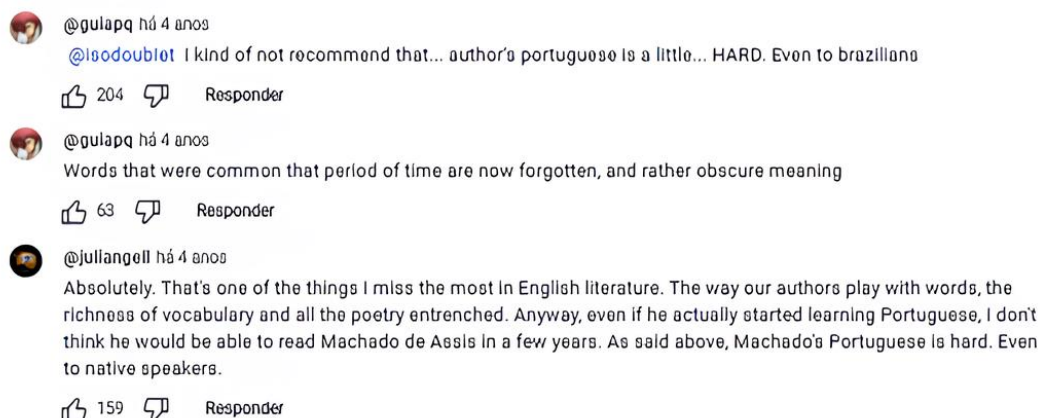 @gulapq há 4 anos
@isodoublet I kind of not recommend that... author's portuguese is a little... HARD. Even to brazilians
204 Responder
@gulapq há 4 anos
Words that were common that period of time are now forgotten, and rather obscure meaning
63 Responder
@juliangell há 4 anos
Absolutely. That's one of the things I miss the most in English literature. The way our authors play with words, the
richness of vocabulary and all the poetry entrenched. Anyway, even if he actually started learning Portuguese, I don't
think he would be able to read Machado de Assis in a few years. As said above, Machado's Portuguese is hard. Even
to native speakers.
159 Responder